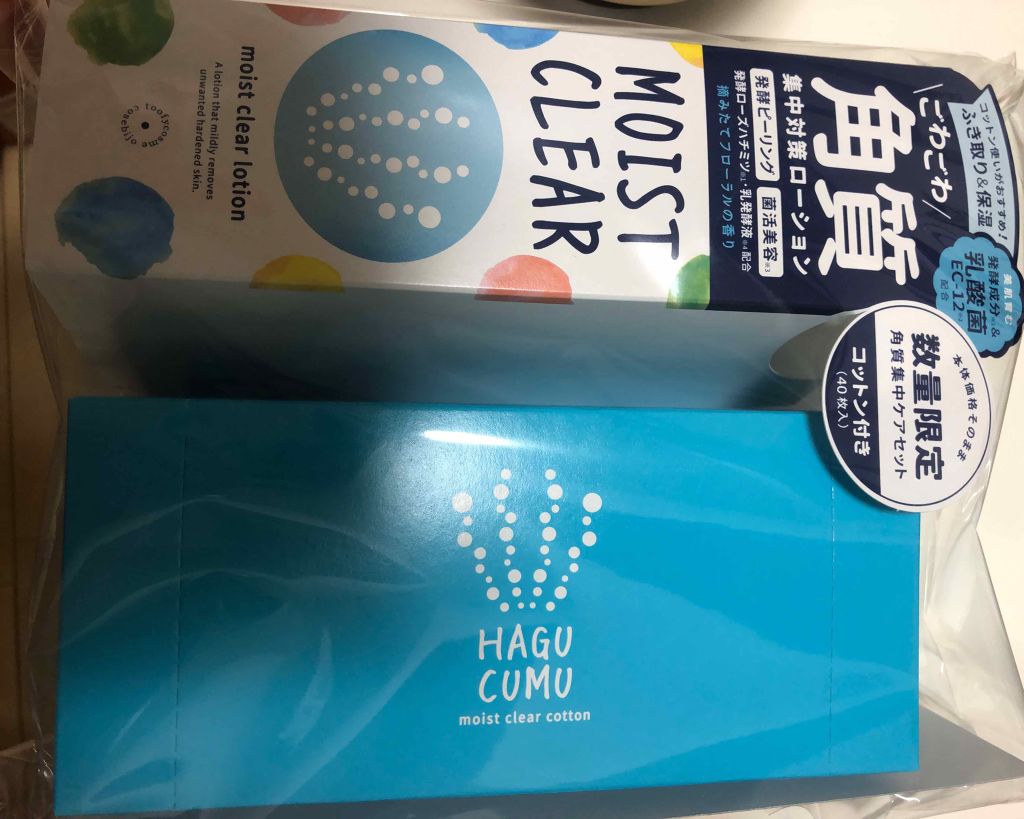 コットン使いがおすすめ!
ふき取り&保湿
\ごわごわ/
角質
集中対策ローション
発酵ピーリング 菌活美容※3
発酵ローズハチミツ・乳発酵液※4配合
摘みたてフローラルの香り
美肌育む
発酵成分&
乳酸菌
EC-12
配合
本体価格そのまま
数量限定
角質集中ケアセット
コットン付き
(40枚入)
MOIST
CLEAR
moist clear lotion
A lotion that mildly removes
unwanted hardened skin.
HAGU
CUMU
moist clear cotton